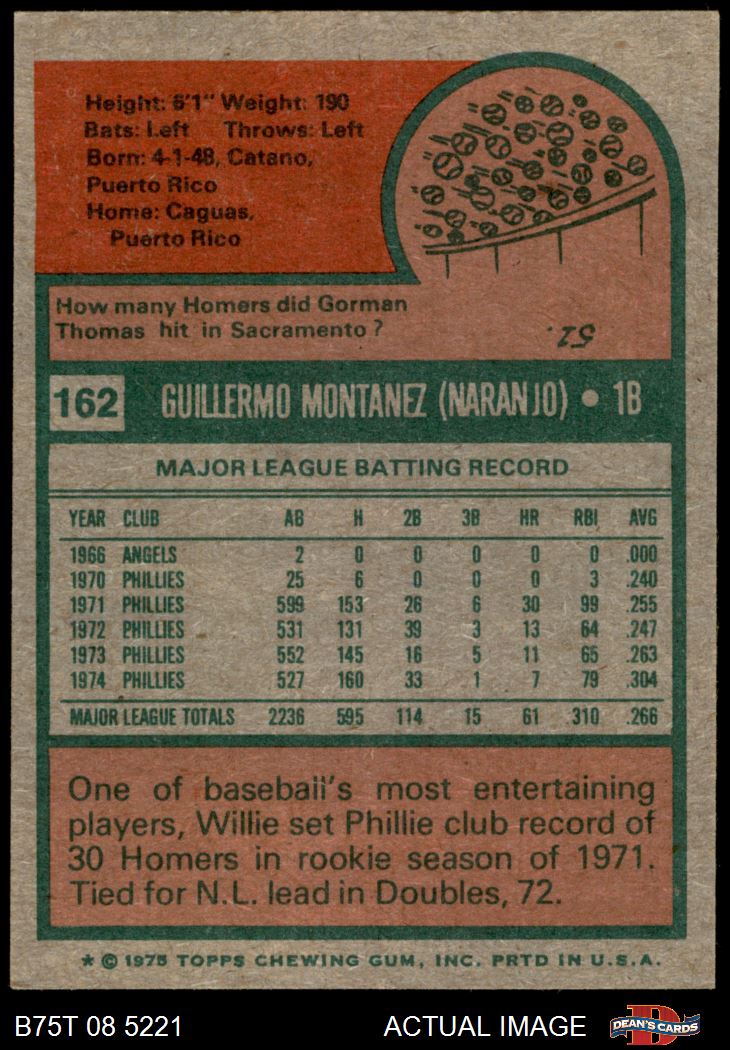 Height: 6'1" Weight: 190
Bats: Left Throws: Left
Born: 4-1-48, Catano,
Puerto Rico
Home: Caguas,
Puerto Rico
How many Homers did Gorman
Thomas hit in Sacramento?
51.
162 GUILLERMO MONTANEZ (NARANJO) • 1B
MAJOR LEAGUE BATTING RECORD
YEAR CLUB AB H 2B 3B HR RBI AVG
1966 ANGELS 2 0 0 0 0 0 .000
1970 PHILLIES 25 6 0 0 0 3 .240
1971 PHILLIES 599 153 26 6 30 99 .255
1972 PHILLIES 531 131 39 3 13 64 .247
1973 PHILLIES 552 145 16 5 11 65 .263
1974 PHILLIES 527 160 33 1 7 79 .304
MAJOR LEAGUE TOTALS 2236 595 114 15 61 310 .266
One of baseball's most entertaining
players, Willie set Phillie club record of
30 Homers in rookie season of 1971.
Tied for N.L. lead in Doubles, 72.
* © 1975 TOPPS CHEWING GUM, INC. PRTD IN U.S.A.
B75T 08 5221 ACTUAL IMAGE D DEAN'S CARDS